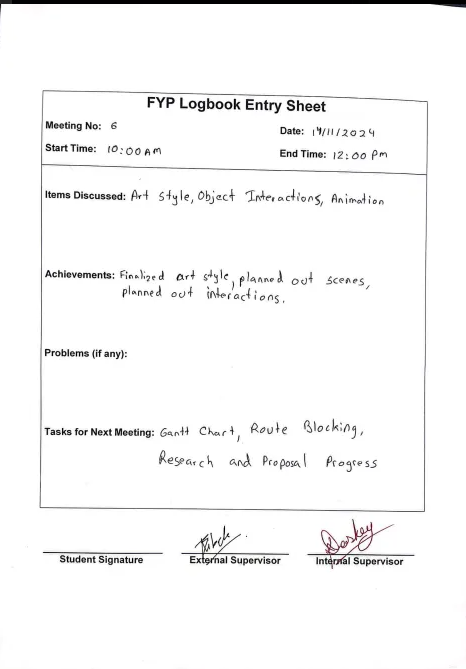 FYP Logbook Entry Sheet
Meeting No: 6
Date: 14/11/2024
Start Time: 10:00 AM
End Time: 12:00 Pm
Items Discussed: Art style, Object Interactions, Animation
Achievements: Finalized art style, planned out scenes,
planned out interactions.
Problems (if any):
Tasks for Next Meeting: Gantt Chart, Route Blocking,
Research and Proposal Progress
Student Signature
External Supervisor
Internal Supervisor